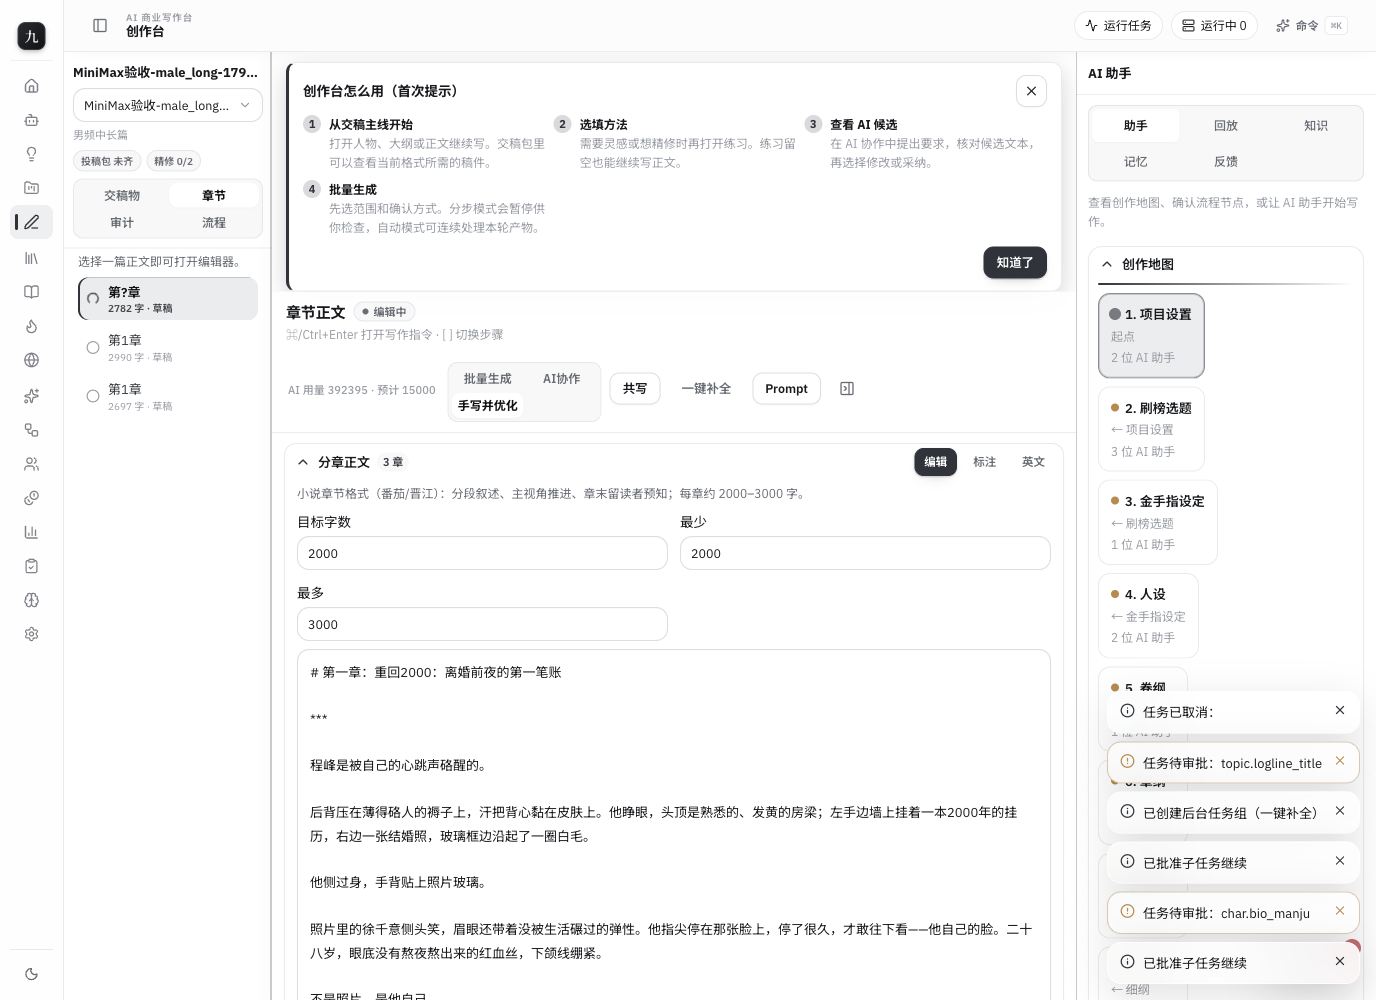 九
AI 商业写作台
创作台
运行任务
运行中 0
命令
⌘K
MiniMax验收-male_long-179...
MiniMax验收-male_long...
男频中长篇
投稿包 未齐
精修 0/2
交稿物
章节
审计
流程
选择一篇正文即可打开编辑器。
第?章
2782 字 · 草稿
第1章
2990 字 · 草稿
第1章
2697 字 · 草稿
创作台怎么用（首次提示）
1 从交稿主线开始
打开人物、大纲或正文继续写。交稿包里
可以查看当前格式所需的稿件。
2 选填方法
需要灵感或想精修时再打开练习。练习留
空也能继续写正文。
3 查看 AI 候选
在 AI 协作中提出要求，核对候选文本，
再选择修改或采纳。
4 批量生成
先选范围和确认方式。分步模式会暂停供
你检查，自动模式可连续处理本轮产物。
知道了
章节正文
编辑中
⌘/Ctrl+Enter 打开写作指令 · [ ] 切换步骤
AI 用量 392395 · 预计 15000
批量生成
AI协作
手写并优化
共写
一键补全
Prompt
分章正文
3 章
编辑
标注
英文
小说章节格式（番茄/晋江）：分段叙述、主视角推进、章末留读者预知；每章约 2000–3000 字。
目标字数
最少
2000
2000
最多
3000
# 第一章：重回2000：离婚前夜的第一笔账
***
程峰是被自己的心跳声硌醒的。
后背压在薄得硌人的褥子上，汗把背心黏在皮肤上。他睁眼，头顶是熟悉的、发黄的房梁；左手边墙上挂着一本2000年的挂
历，右边一张结婚照，玻璃框边沿起了一圈白毛。
他侧过身，手背贴上照片玻璃。
照片里的徐千意侧头笑，眉眼还带着没被生活碾过的弹性。他指尖停在那张脸上，停了很久，才敢往下看——他自己的脸。二十
八岁，眼底没有熬夜熬出来的红血丝，下颌线绷紧。
不是照片，是他自己。
AI 助手
助手
回放
知识
记忆
反馈
查看创作地图、确认流程节点，或让 AI 助手开始写
作。
创作地图
1. 项目设置
起点
2 位 AI 助手
2. 刷榜选题
← 项目设置
3 位 AI 助手
3. 金手指设定
← 刷榜选题
1 位 AI 助手
4. 人设
← 金手指设定
2 位 AI 助手
5. 卷纲
任务已取消：
1 位 AI 助手
任务待审批：topic.logline_title
已创建后台任务组（一键补全）
已批准子任务继续
任务待审批：char.bio_manju
已批准子任务继续
← 细纲